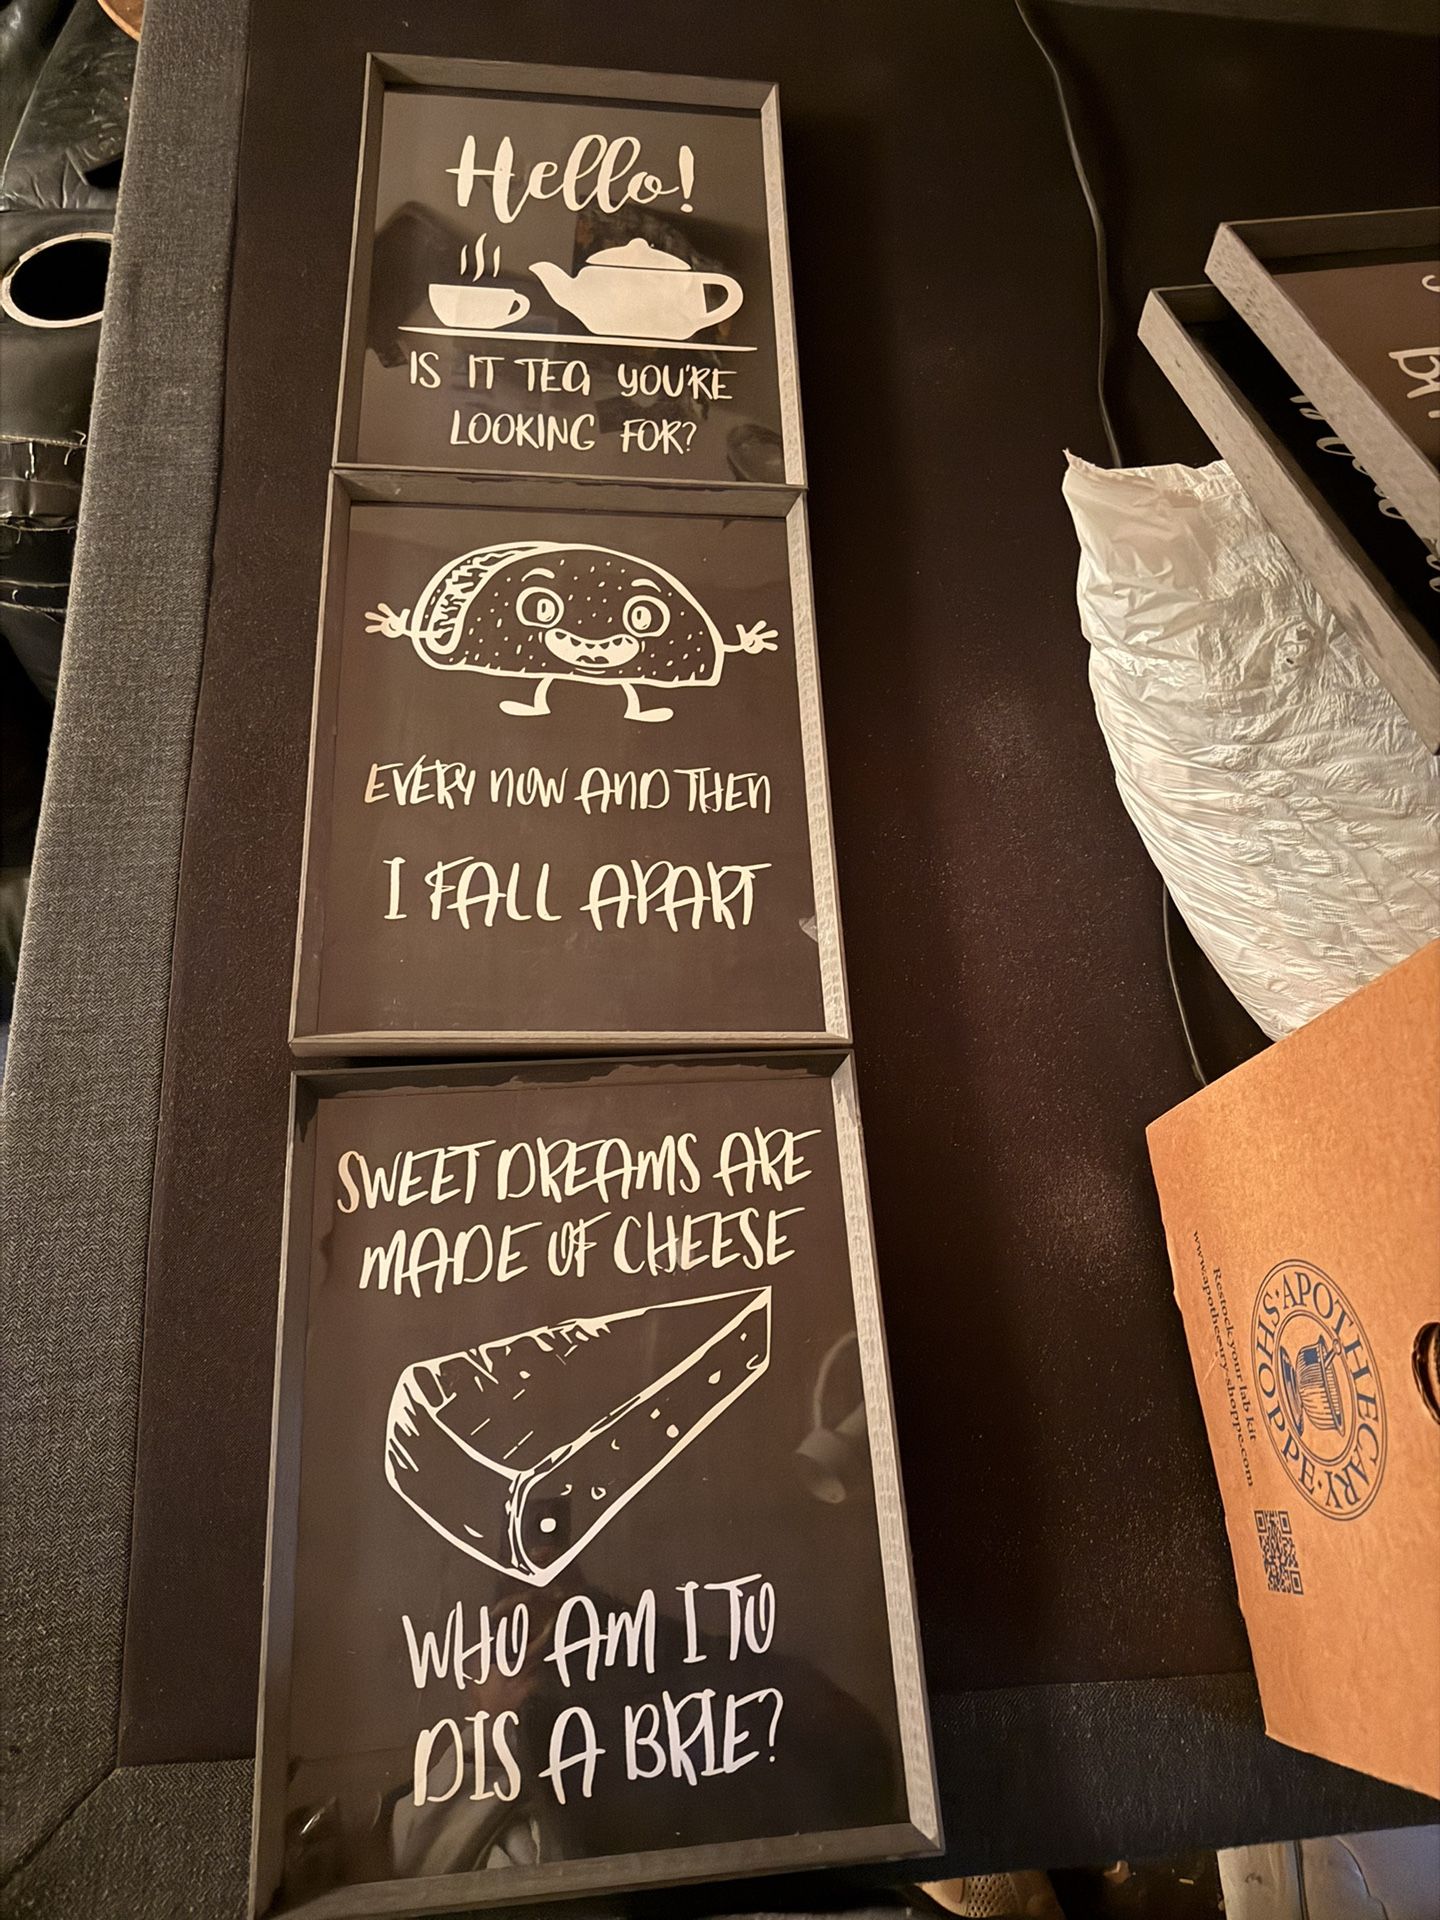 Hello!
IS IT TEA YOU'RE
LOOKING FOR?
EVERY NOW AND THEN
I FALL APART
SWEET DREAMS ARE
MADE OF CHEESE
WHO AM I TO
DIS A BRIE?
JOHS · APOTHECARY · SHOPPE ·
Restock your lab kit
www.apothecary-shoppe.com